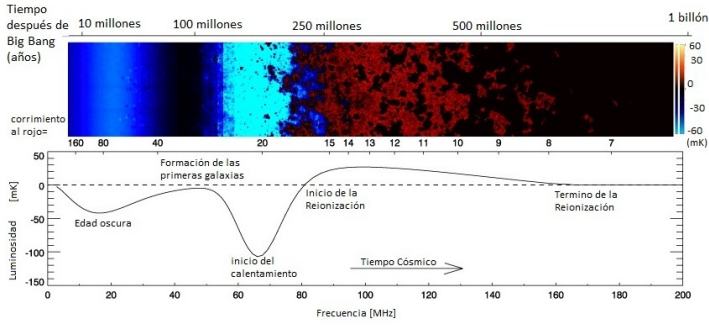 Tiempo
después de
Big Bang
(años)
10 millones 100 millones 250 millones 500 millones 1 billón
60
30
0
-30
-60
(mK)
corrimiento
al rojo=
160 80 40 20 15 14 13 12 11 10 9 8 7
Luminosidad [mK]
50
0
-50
-100
-150
Formación de las
primeras galaxias
Edad oscura
inicio del
calentamiento
Inicio de la
Reionización
Termino de la
Reionización
Tiempo Cósmico
0 20 40 60 80 100 120 140 160 180 200
Frecuencia [MHz]